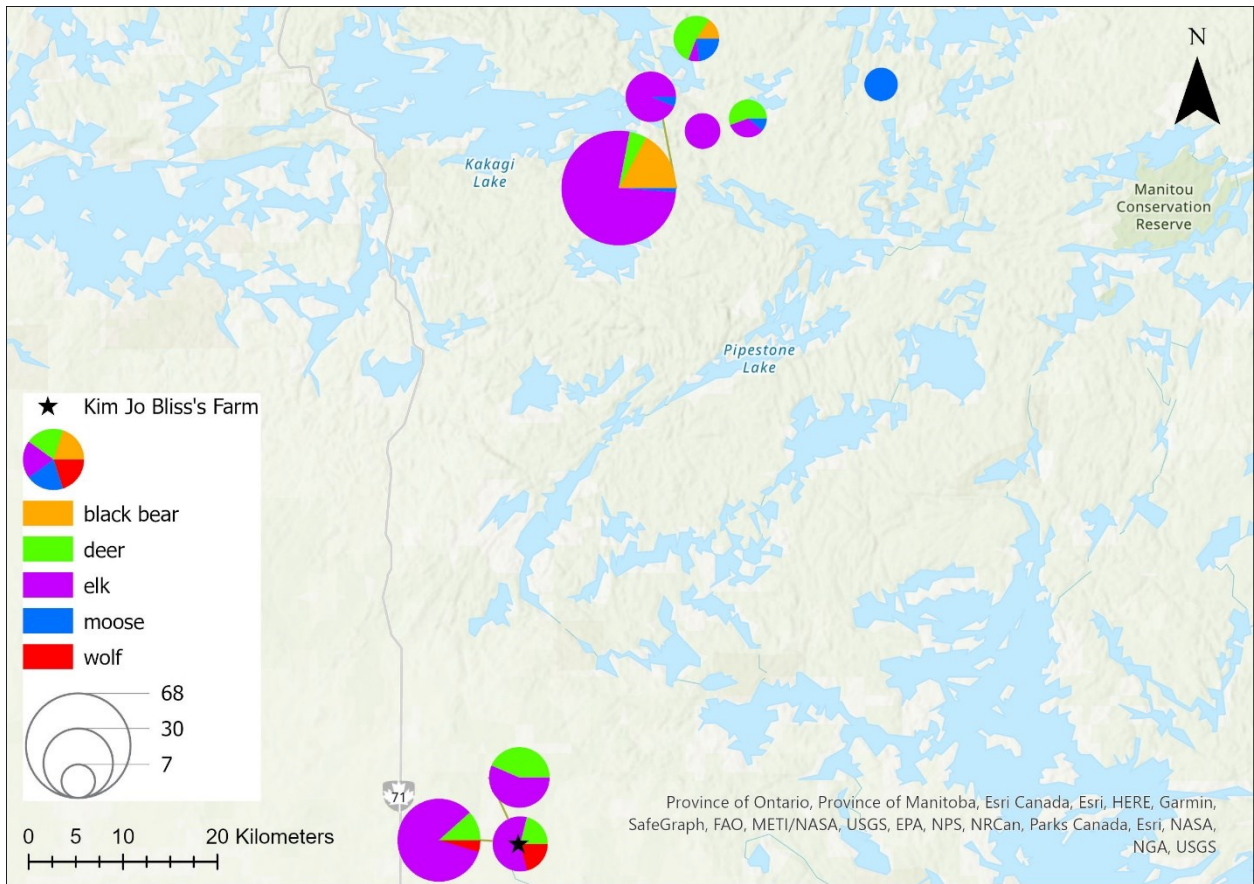 N
Kakagi
Lake
Manitou
Conservation
Reserve
Pipestone
Lake
Kim Jo Bliss's Farm
black bear
deer
elk
moose
wolf
68
30
7
71
0 5 10 20 Kilometers
Province of Ontario, Province of Manitoba, Esri Canada, Esri, HERE, Garmin,
SafeGraph, FAO, METI/NASA, USGS, EPA, NPS, NRCan, Parks Canada, Esri, NASA,
NGA, USGS